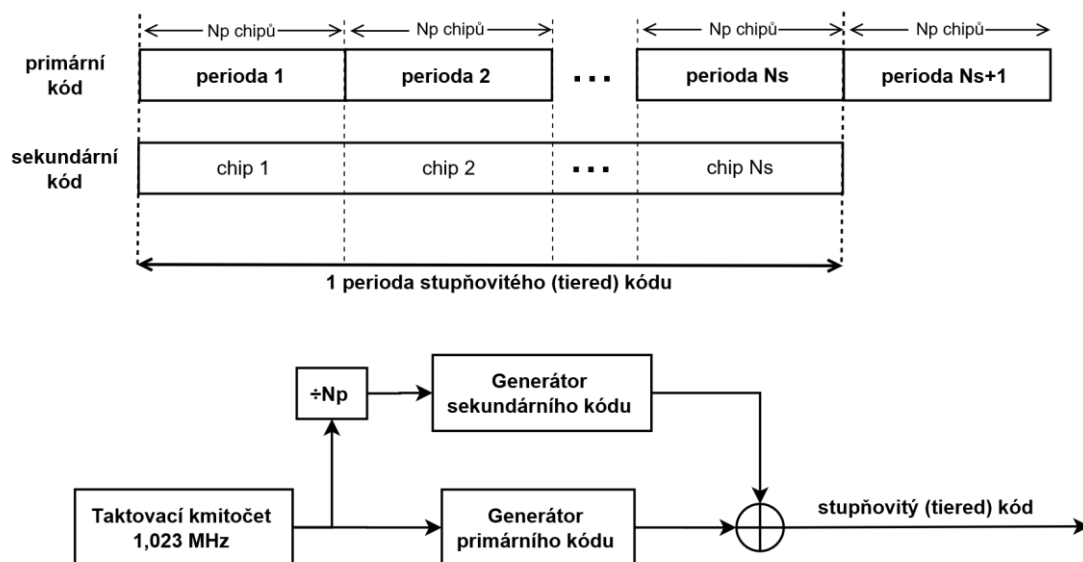 Np chipů Np chipů Np chipů Np chipů
primární
kód
perioda 1 perioda 2 ... perioda Ns perioda Ns+1
sekundární
kód
chip 1 chip 2 ... chip Ns
1 perioda stupňovitého (tiered) kódu
÷Np
Generátor
sekundárního kódu
Taktovací kmitočet
1,023 MHz
Generátor
primárního kódu
stupňovitý (tiered) kód